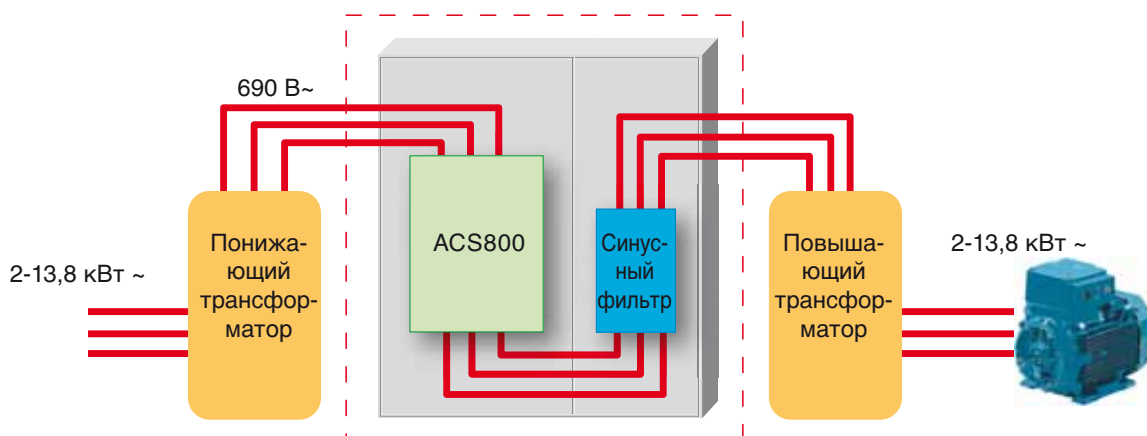 690 В~
2-13,8 кВт ~
Понижа-
ющий
трансфор-
матор
ACS800
Синус-
ный
фильтр
Повыша-
ющий
трансфор-
матор
2-13,8 кВт ~